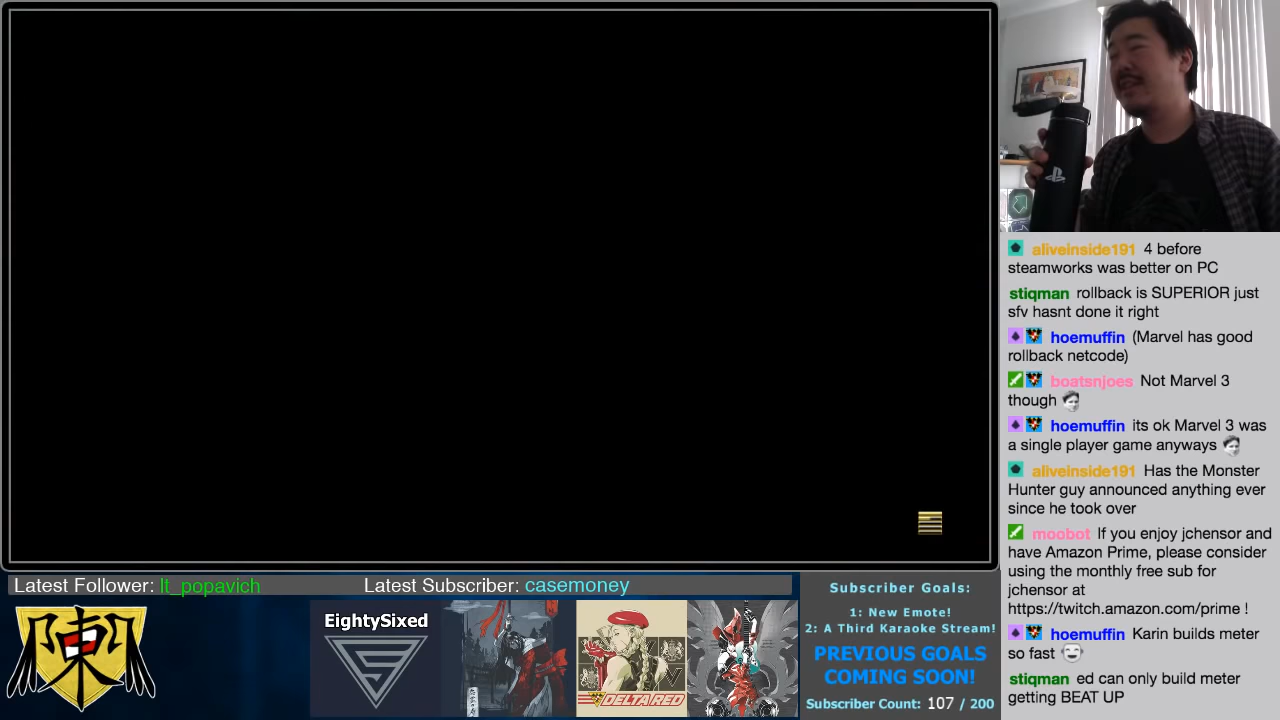 aliveinside191 4 before
steamworks was better on PC
stiqman rollback is SUPERIOR just
sfv hasnt done it right
hoemuffin (Marvel has good
rollback netcode)
boatsnjoes Not Marvel 3
though
hoemuffin its ok Marvel 3 was
a single player game anyways
aliveinside191 Has the Monster
Hunter guy announced anything ever
since he took over
moobot If you enjoy jchensor and
have Amazon Prime, please consider
using the monthly free sub for
jchensor at
https://twitch.amazon.com/prime !
hoemuffin Karin builds meter
so fast
stiqman ed can only build meter
getting BEAT UP
Latest Follower: lt_popavich
Latest Subscriber: casemoney
EightySixed
DELTA RED
Subscriber Goals:
1: New Emote!
2: A Third Karaoke Stream!
PREVIOUS GOALS
COMING SOON!
Subscriber Count: 107 / 200